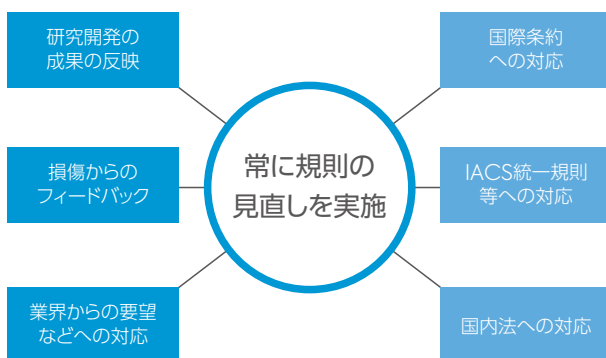 研究開発の
成果の反映
損傷からの
フィードバック
業界からの要望
などへの対応
常に規則の
見直しを実施
国際条約
への対応
IACS統一規則
等への対応
国内法への対応